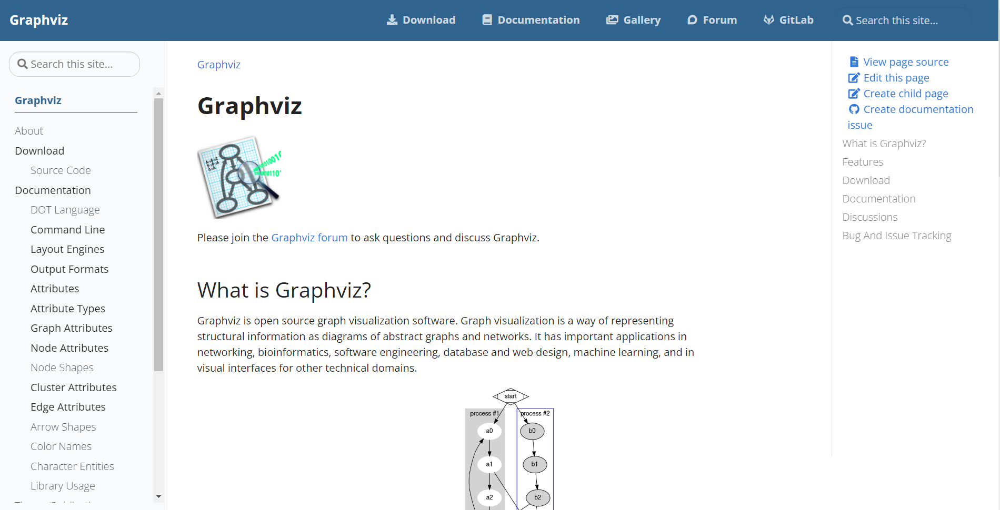 Graphviz
Download
Documentation
Gallery
Forum
GitLab
Search this site...
Search this site...
Graphviz
About
Download
Source Code
Documentation
DOT Language
Command Line
Layout Engines
Output Formats
Attributes
Attribute Types
Graph Attributes
Node Attributes
Node Shapes
Cluster Attributes
Edge Attributes
Arrow Shapes
Color Names
Character Entities
Library Usage
Graphviz
Graphviz
Please join the Graphviz forum to ask questions and discuss Graphviz.
What is Graphviz?
Graphviz is open source graph visualization software. Graph visualization is a way of representing
structural information as diagrams of abstract graphs and networks. It has important applications in
networking, bioinformatics, software engineering, database and web design, machine learning, and in
visual interfaces for other technical domains.
start
process #1
process #2
a0
b0
a1
b1
a2
b2
View page source
Edit this page
Create child page
Create documentation
issue
What is Graphviz?
Features
Download
Documentation
Discussions
Bug And Issue Tracking